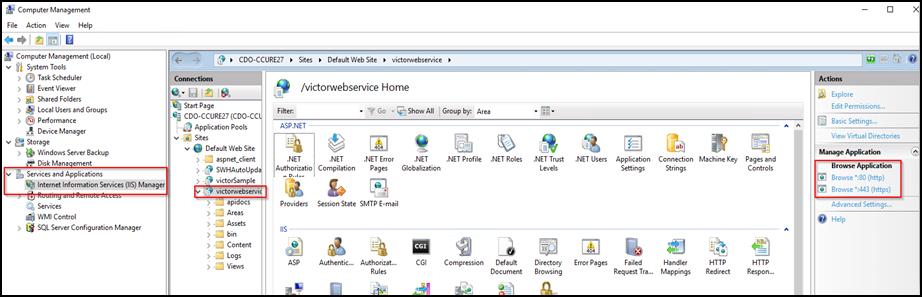 Computer Management
File Action View Help
Computer Management (Local)
System Tools
Task Scheduler
Event Viewer
Shared Folders
Local Users and Groups
Performance
Device Manager
Storage
Windows Server Backup
Disk Management
Services and Applications
Internet Information Services (IIS) Manager
Routing and Remote Access
Services
WMI Control
SQL Server Configuration Manager
CDO-CCURE27 Sites Default Web Site victorwebservice
Connections
Start Page
CDO-CCURE27 (CDO-CC
Application Pools
Sites
Default Web Site
aspnet_client
SWHAutoUpda
victorSample
victorwebservic
apidocs
Areas
Assets
bin
Content
Logs
Views
/victorwebservice Home
Filter: Go Show All Group by: Area
ASP.NET
.NET Authorizatio
.NET Compilation
.NET Error Pages
.NET Globalization
.NET Profile
.NET Roles
.NET Trust Levels
.NET Users
Application Settings
Connection Strings
Machine Key
Pages and Controls
Providers
Session State
SMTP E-mail
IIS
ASP
Authentic...
Authorizat... Rules
CGI
Compression
Default Document
Directory Browsing
Error Pages
Failed Request Tra...
Handler Mappings
HTTP Redirect
HTTP Respon...
Actions
Explore
Edit Permissions...
Basic Settings...
View Virtual Directories
Manage Application
Browse Application
Browse *:80 (http)
Browse *:443 (https)
Advanced Settings...
Help